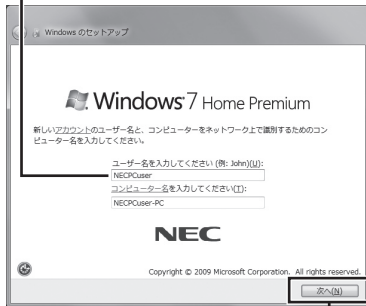 Windows のセットアップ
Windows 7 Home Premium
新しいアカウントのユーザー名と、コンピューターをネットワーク上で識別するためのコン
ピューター名を入力してください。
ユーザー名を入力してください (例: John)(U):
NECPCuser
コンピューター名を入力してください(T):
NECPCuser-PC
NEC
Copyright © 2009 Microsoft Corporation. All rights reserved.
次へ(N)